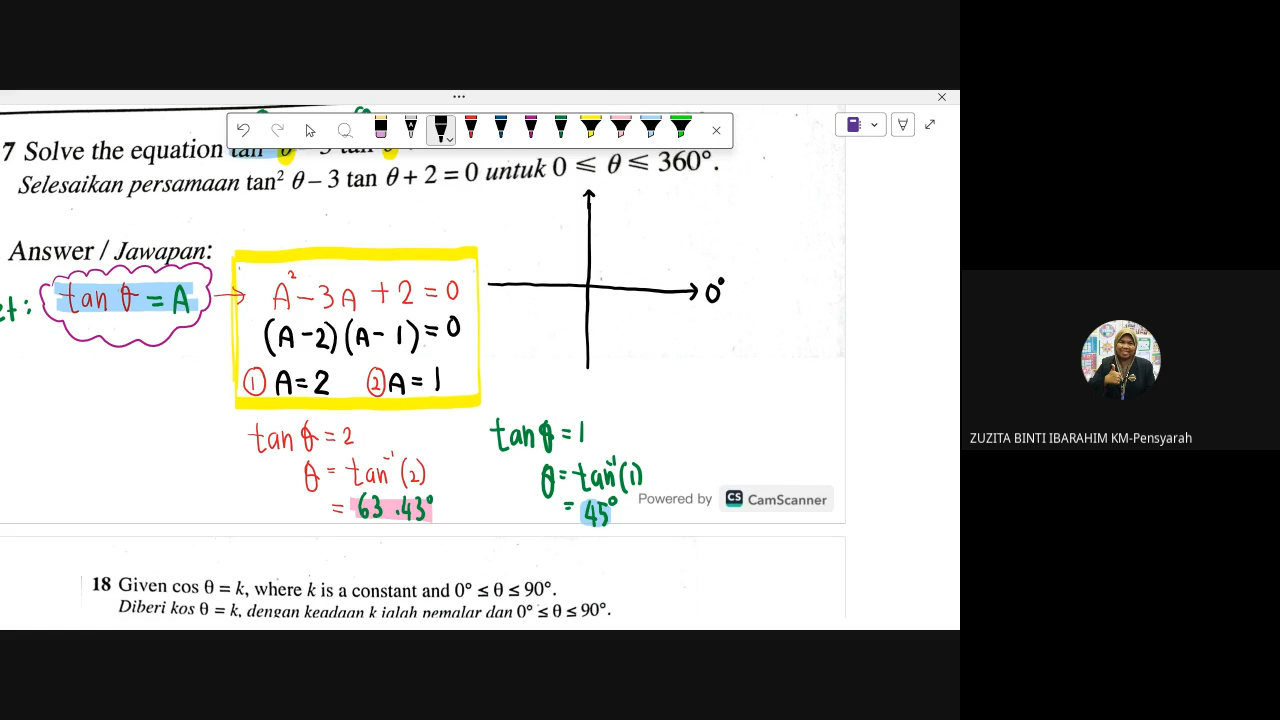 7 Solve the equation tan
Selesaikan persamaan tan² θ – 3 tan θ + 2 = 0 untuk 0 ⩽ θ ⩽ 360°.
Answer / Jawapan:
tan θ = A
A² - 3A + 2 = 0
0°
(A - 2)(A - 1) = 0
① A = 2 ② A = 1
tan θ = 2
θ = tan⁻¹(2)
= 63.43°
tan θ = 1
θ = tan⁻¹(1)
= 45°
Powered by CS CamScanner
18 Given cos θ = k, where k is a constant and 0° ≤ θ ≤ 90°.
Diberi kos θ = k, dengan keadaan k ialah pemalar dan 0° ≤ θ ≤ 90°.
ZUZITA BINTI IBARAHIM KM-Pensyarah